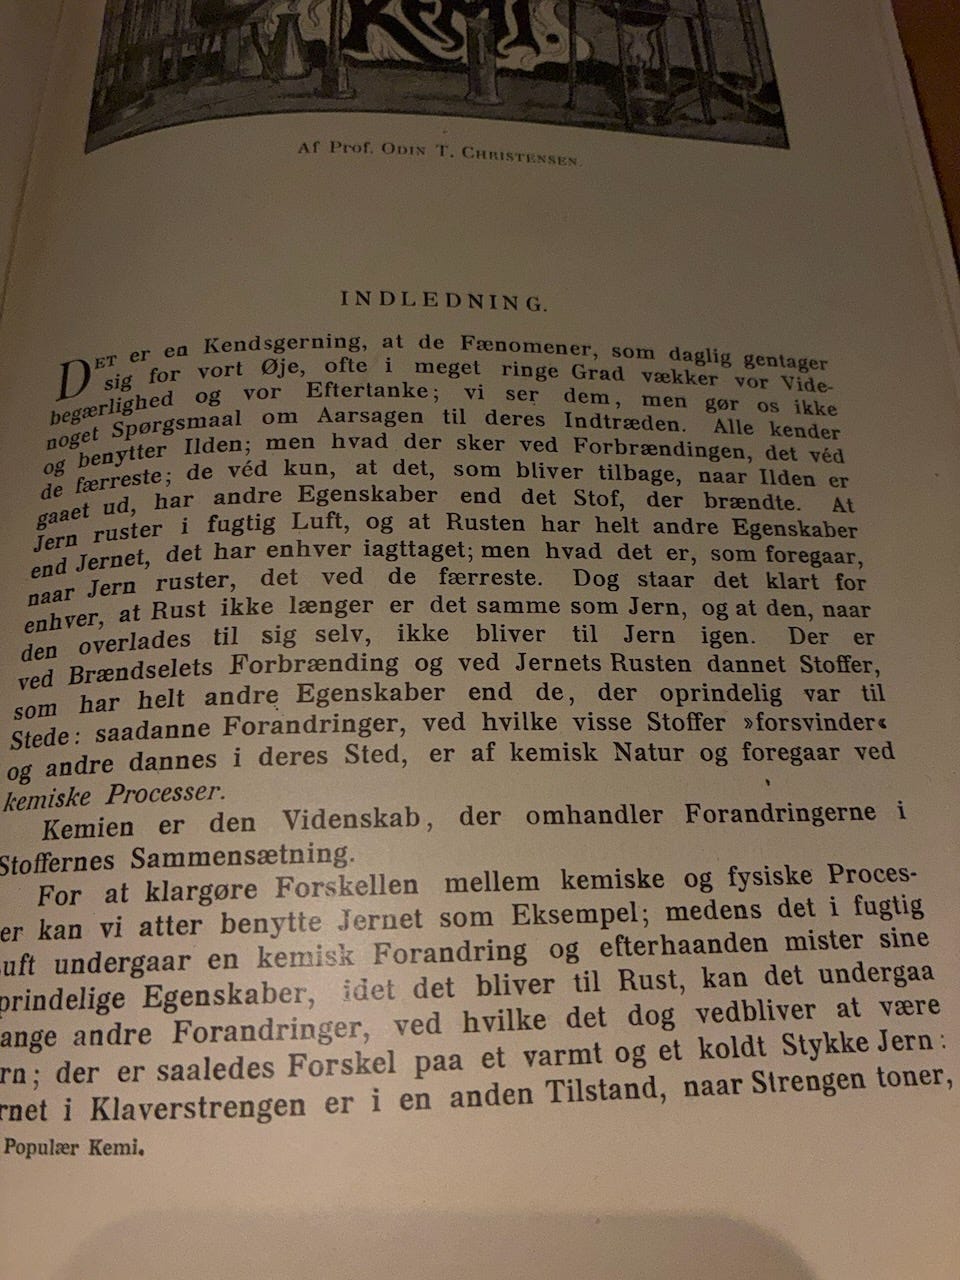 KEMI
Af Prof. ODIN T. CHRISTENSEN.
INDLEDNING.
DET er en Kendsgerning, at de Fænomener, som daglig gentager
sig for vort Øje, ofte i meget ringe Grad vækker vor Vide-
begærlighed og vor Eftertanke; vi ser dem, men gør os ikke
noget Spørgsmaal om Aarsagen til deres Indtræden. Alle kender
og benytter Ilden; men hvad der sker ved Forbrændingen, det véd
de færreste; de véd kun, at det, som bliver tilbage, naar Ilden er
gaaet ud, har andre Egenskaber end det Stof, der brændte. At
Jern ruster i fugtig Luft, og at Rusten har helt andre Egenskaber
end Jernet, det har enhver iagttaget; men hvad det er, som foregaar,
naar Jern ruster, det ved de færreste. Dog staar det klart for
enhver, at Rust ikke længer er det samme som Jern, og at den, naar
den overlades til sig selv, ikke bliver til Jern igen. Der er
ved Brændselets Forbrænding og ved Jernets Rusten dannet Stoffer,
som har helt andre Egenskaber end de, der oprindelig var til
Stede: saadanne Forandringer, ved hvilke visse Stoffer »forsvinder«
og andre dannes i deres Sted, er af kemisk Natur og foregaar ved
kemiske Processer.
Kemien er den Videnskab, der omhandler Forandringerne i
Stoffernes Sammensætning.
For at klargøre Forskellen mellem kemiske og fysiske Proces-
er kan vi atter benytte Jernet som Eksempel; medens det i fugtig
uft undergaar en kemisk Forandring og efterhaanden mister sine
prindelige Egenskaber, idet det bliver til Rust, kan det undergaa
ange andre Forandringer, ved hvilke det dog vedbliver at være
rn; der er saaledes Forskel paa et varmt og et koldt Stykke Jern:
rnet i Klaverstrengen er i en anden Tilstand, naar Strengen toner,
Populær Kemi.